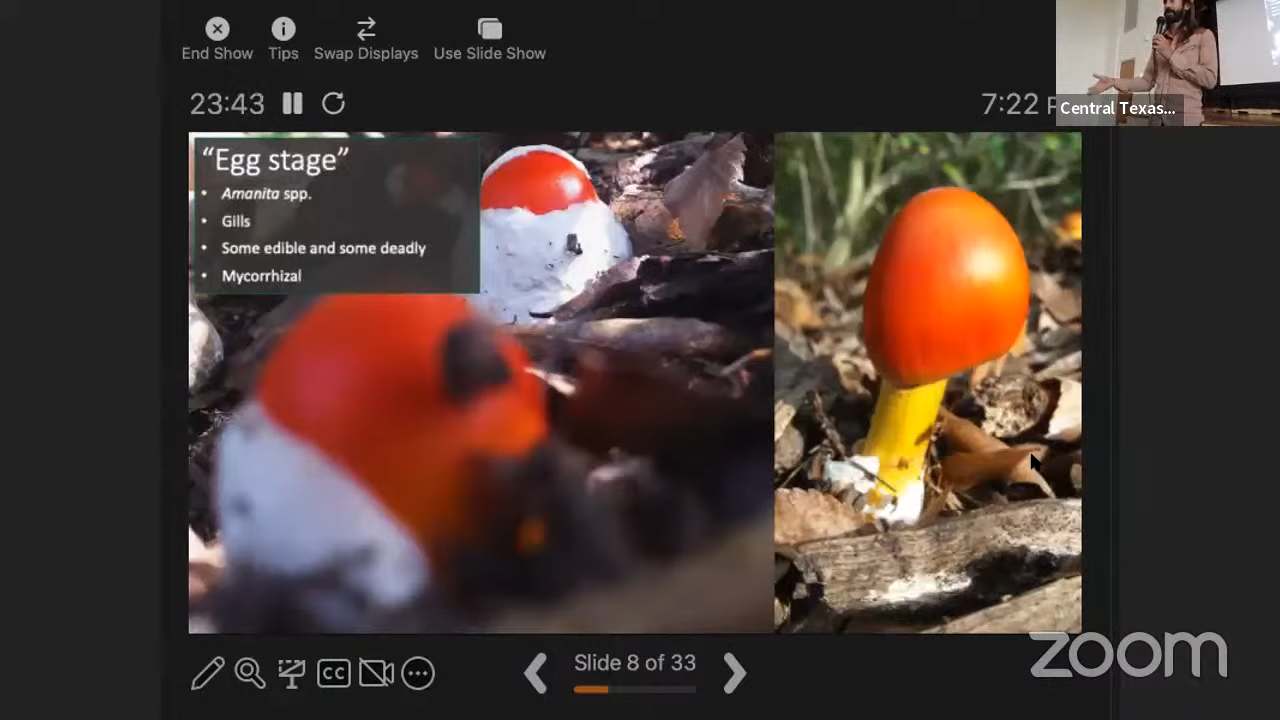 End Show
Tips
Swap Displays
Use Slide Show
23:43
7:22
Central Texas...
“Egg stage”
• Amanita spp.
• Gills
• Some edible and some deadly
• Mycorrhizal
CC
Slide 8 of 33
zoom